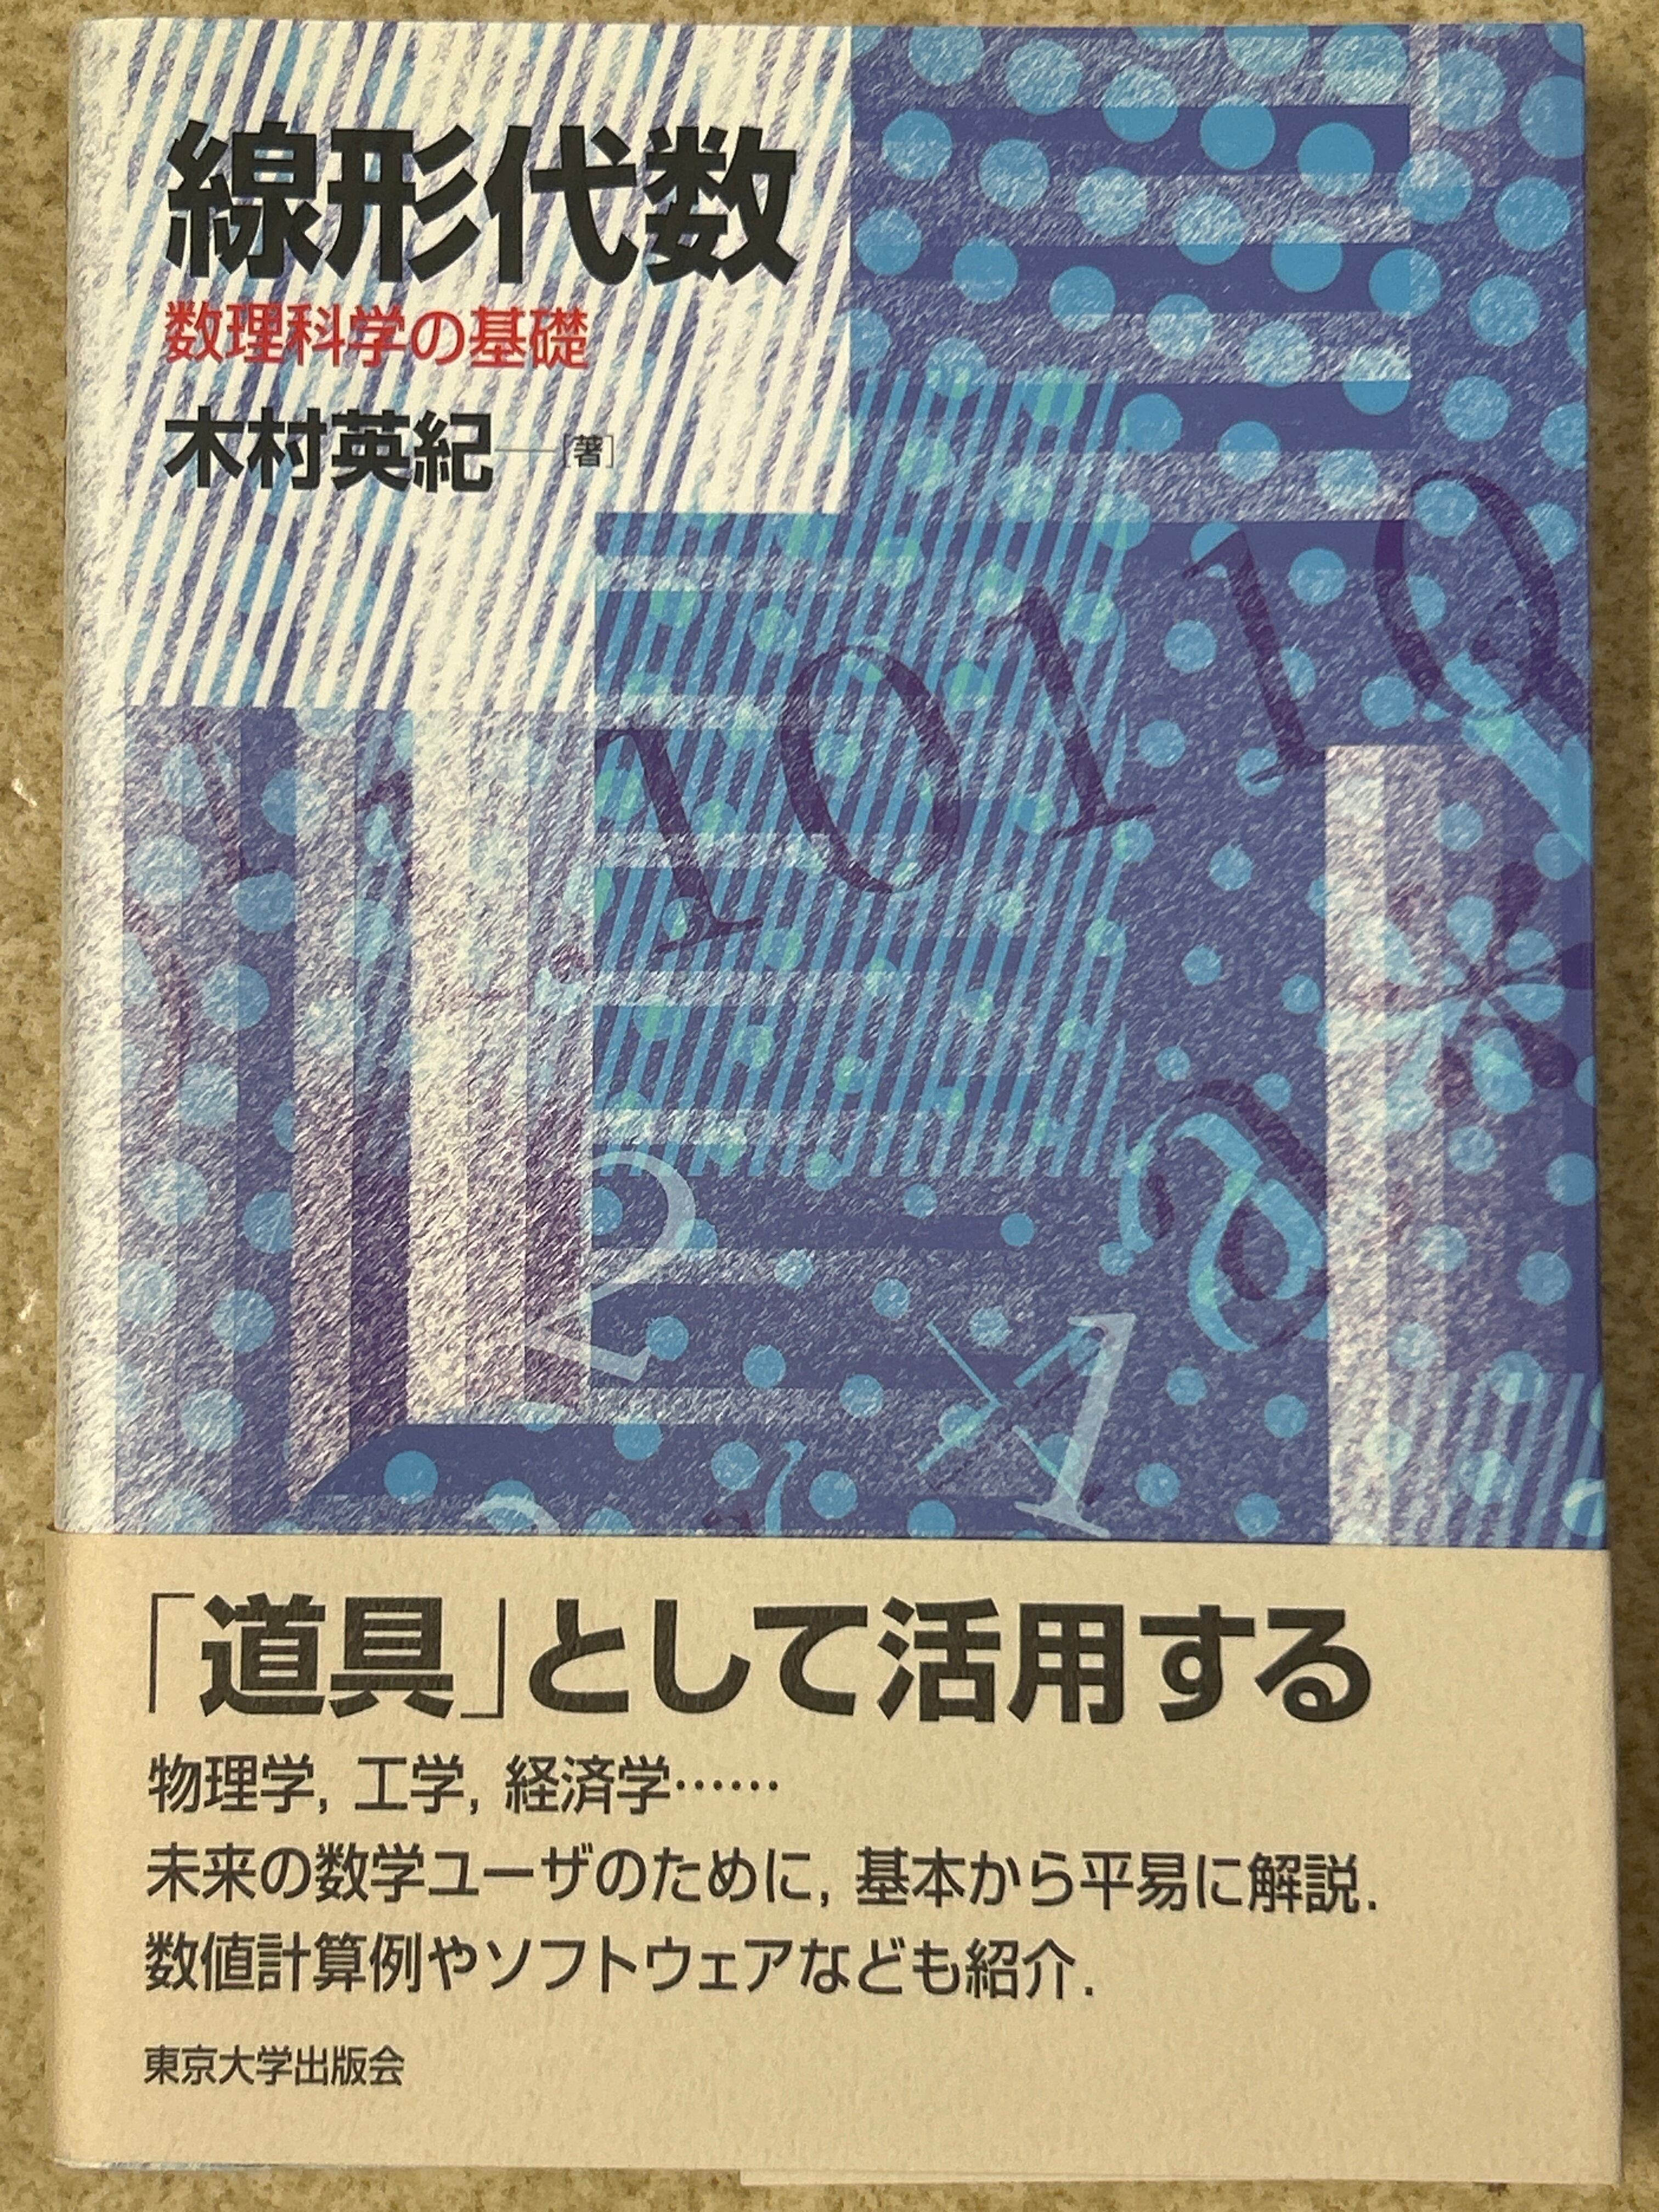 線形代数
数理科学の基礎
木村英紀―[著]
10110
a
*
2
1
「道具」として活用する
物理学, 工学, 経済学……
未来の数学ユーザのために, 基本から平易に解説.
数値計算例やソフトウェアなども紹介.
東京大学出版会